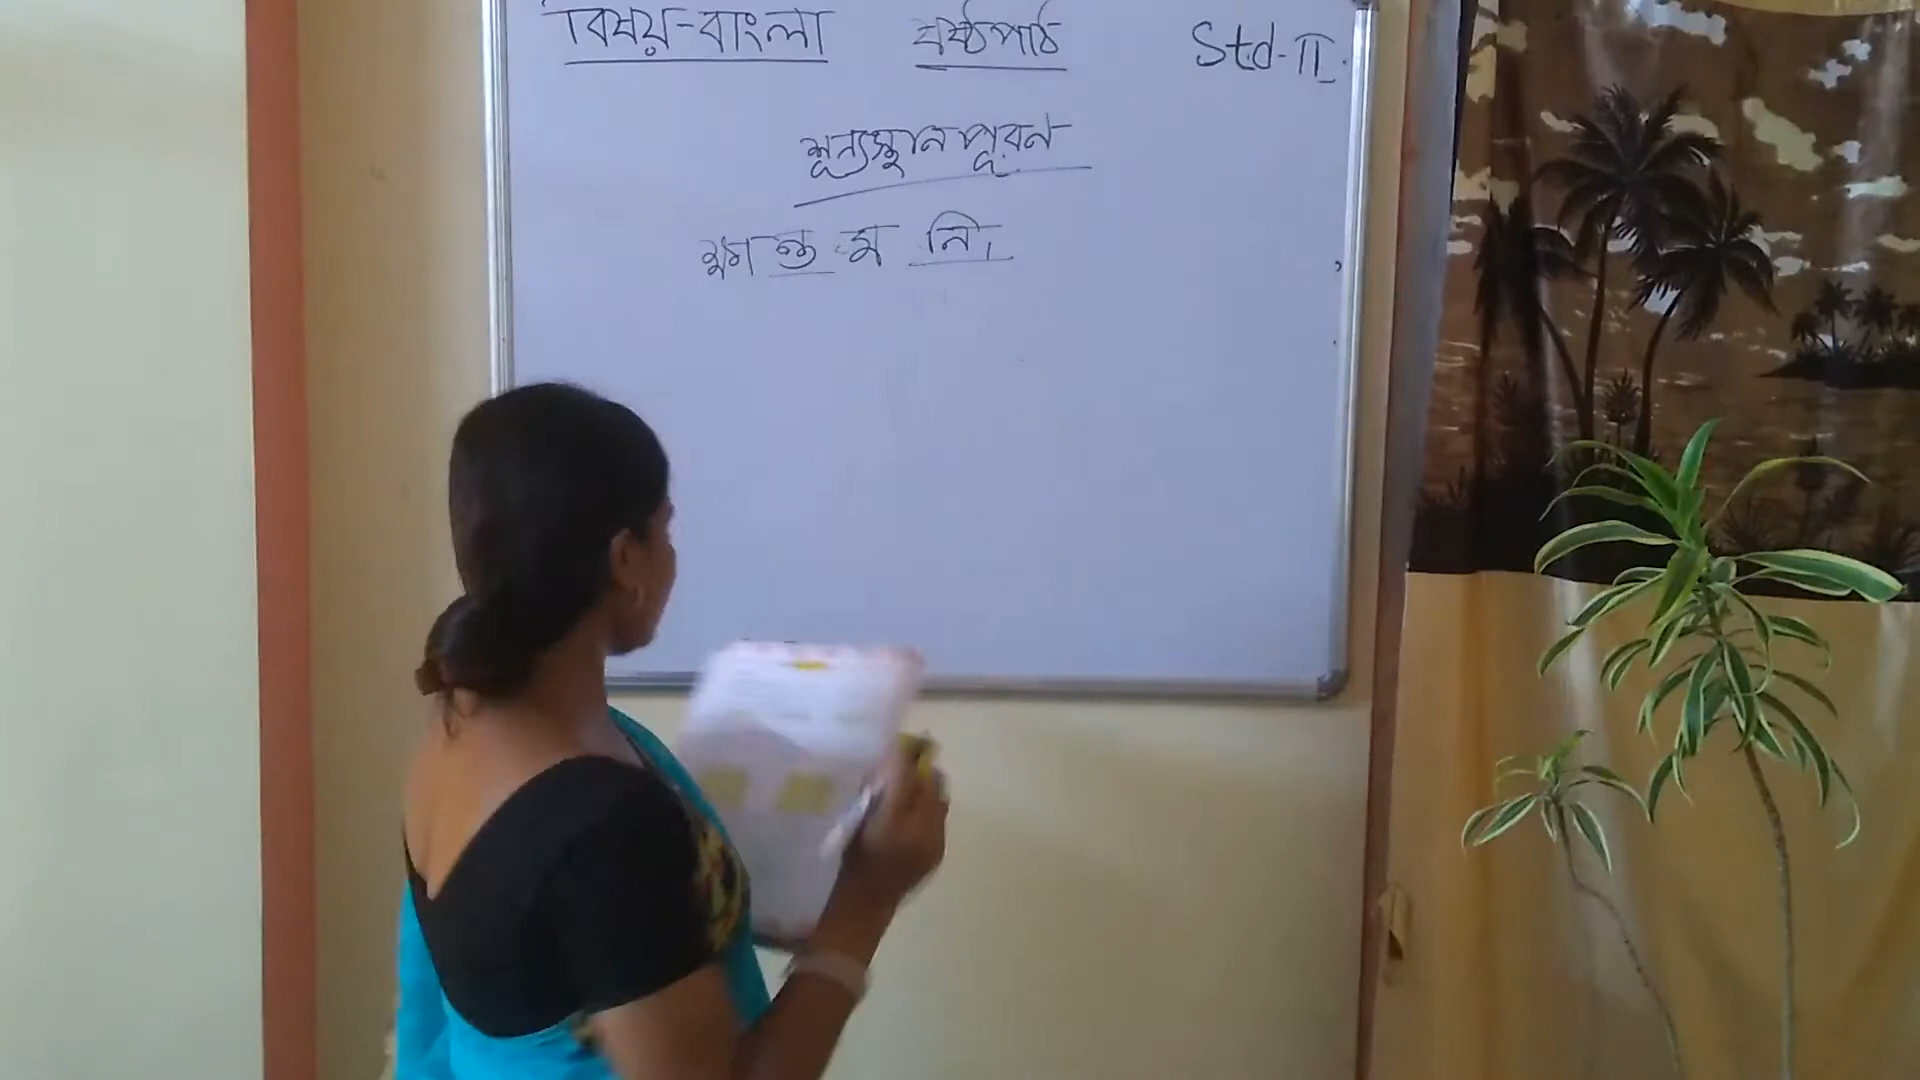 বিষয়-বাংলা ষষ্ঠপাঠ Std-II.
শূন্যস্থান পূরন
ক্ষা ন্ত ম নি,